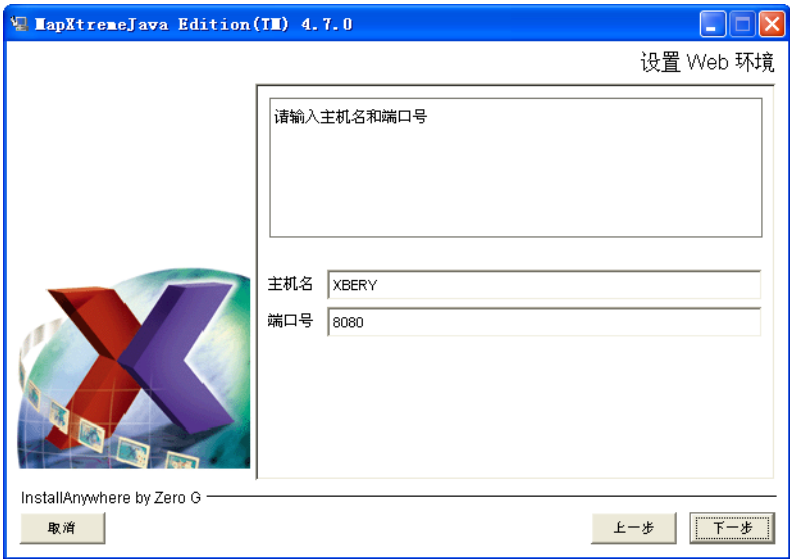 MapXtremeJava Edition(TM) 4.7.0
设置 Web 环境
请输入主机名和端口号
主机名 XBERY
端口号 8080
InstallAnywhere by Zero G
取消 上一步 下一步